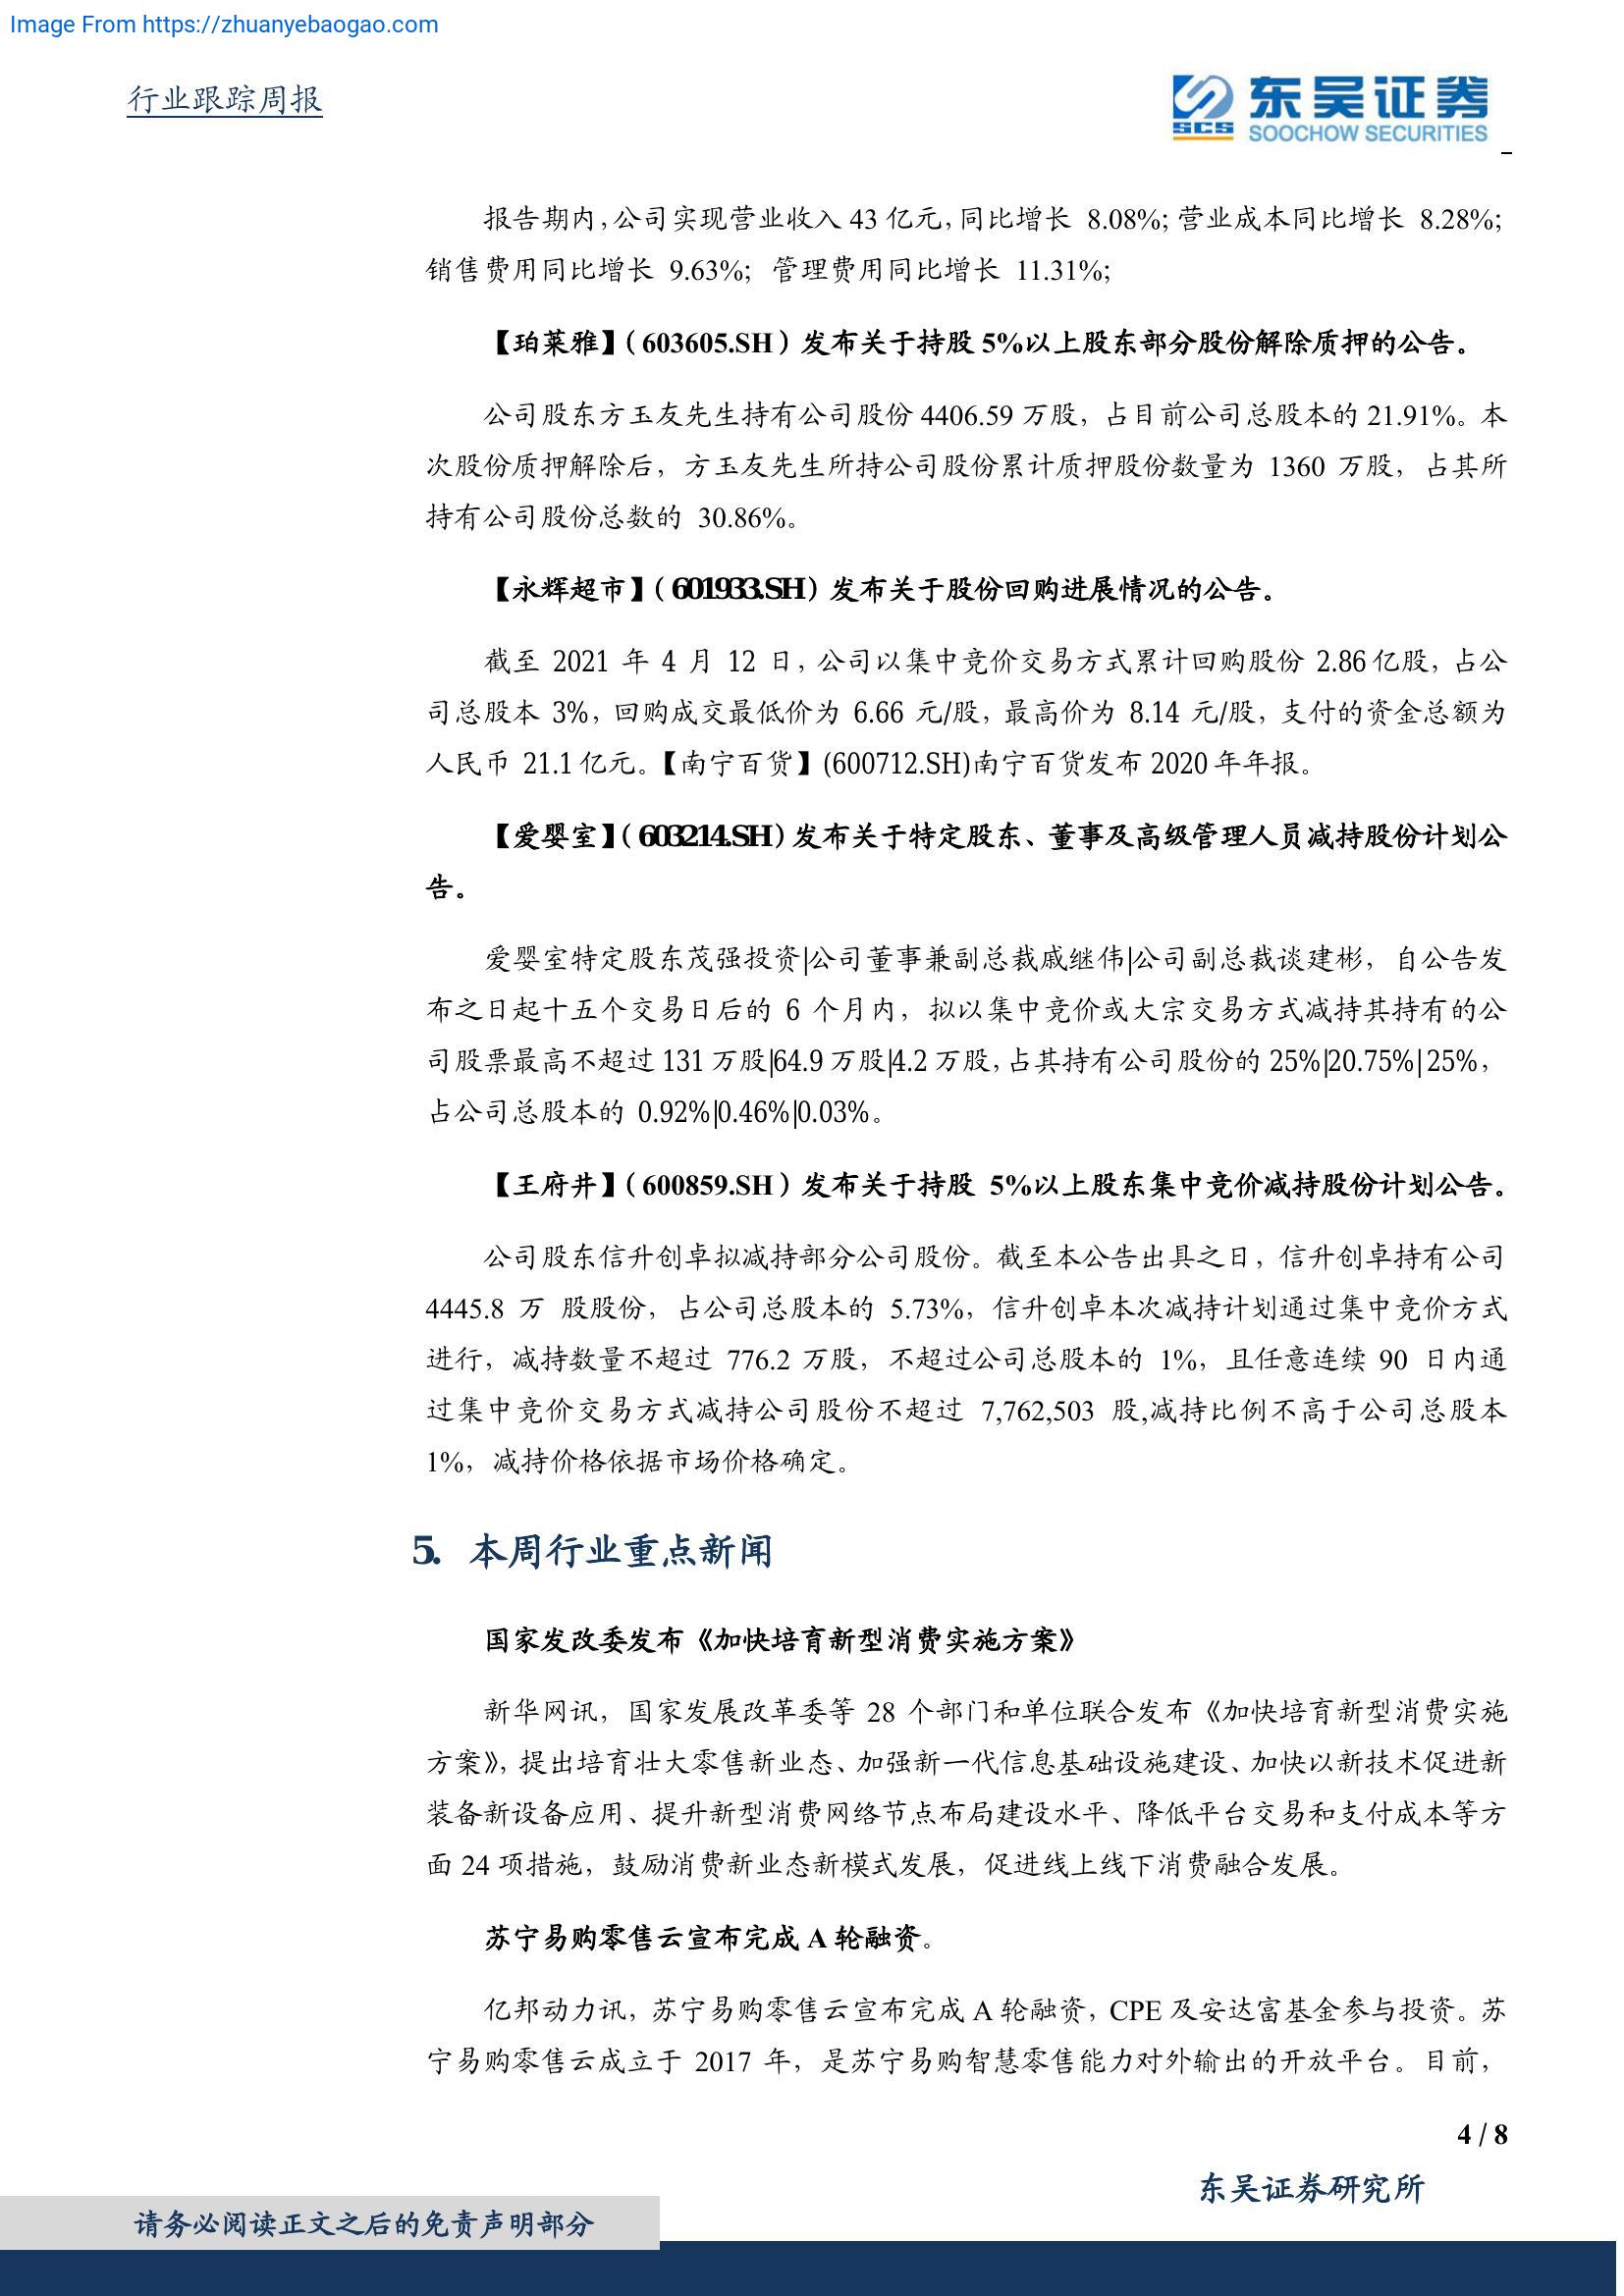 Image From https://zhuanyebaogao.com
行业跟踪周报
SCS
东吴证券
SOOCHOW SECURITIES
报告期内，公司实现营业收入 43 亿元，同比增长 8.08%；营业成本同比增长 8.28%；
销售费用同比增长 9.63%；管理费用同比增长 11.31%；
【珀莱雅】（603605.SH）发布关于持股 5%以上股东部分股份解除质押的公告。
公司股东方玉友先生持有公司股份 4406.59 万股，占目前公司总股本的 21.91%。本
次股份质押解除后，方玉友先生所持公司股份累计质押股份数量为 1360 万股，占其所
持有公司股份总数的 30.86%。
【永辉超市】（601933.SH）发布关于股份回购进展情况的公告。
截至 2021 年 4 月 12 日，公司以集中竞价交易方式累计回购股份 2.86 亿股，占公
司总股本 3%，回购成交最低价为 6.66 元/股，最高价为 8.14 元/股，支付的资金总额为
人民币 21.1 亿元。【南宁百货】(600712.SH)南宁百货发布 2020 年年报。
【爱婴室】（603214.SH）发布关于特定股东、董事及高级管理人员减持股份计划公
告。
爱婴室特定股东茂强投资|公司董事兼副总裁戚继伟|公司副总裁谈建彬，自公告发
布之日起十五个交易日后的 6 个月内，拟以集中竞价或大宗交易方式减持其持有的公
司股票最高不超过 131 万股|64.9 万股|4.2 万股，占其持有公司股份的 25%|20.75%|25%，
占公司总股本的 0.92%|0.46%|0.03%。
【王府井】（600859.SH）发布关于持股 5%以上股东集中竞价减持股份计划公告。
公司股东信升创卓拟减持部分公司股份。截至本公告出具之日，信升创卓持有公司
4445.8 万 股股份，占公司总股本的 5.73%，信升创卓本次减持计划通过集中竞价方式
进行，减持数量不超过 776.2 万股，不超过公司总股本的 1%，且任意连续 90 日内通
过集中竞价交易方式减持公司股份不超过 7,762,503 股,减持比例不高于公司总股本
1%，减持价格依据市场价格确定。
5. 本周行业重点新闻
国家发改委发布《加快培育新型消费实施方案》
新华网讯，国家发展改革委等 28 个部门和单位联合发布《加快培育新型消费实施
方案》，提出培育壮大零售新业态、加强新一代信息基础设施建设、加快以新技术促进新
装备新设备应用、提升新型消费网络节点布局建设水平、降低平台交易和支付成本等方
面 24 项措施，鼓励消费新业态新模式发展，促进线上线下消费融合发展。
苏宁易购零售云宣布完成 A 轮融资。
亿邦动力讯，苏宁易购零售云宣布完成 A 轮融资，CPE 及安达富基金参与投资。苏
宁易购零售云成立于 2017 年，是苏宁易购智慧零售能力对外输出的开放平台。目前，
4 / 8
东吴证券研究所
请务必阅读正文之后的免责声明部分